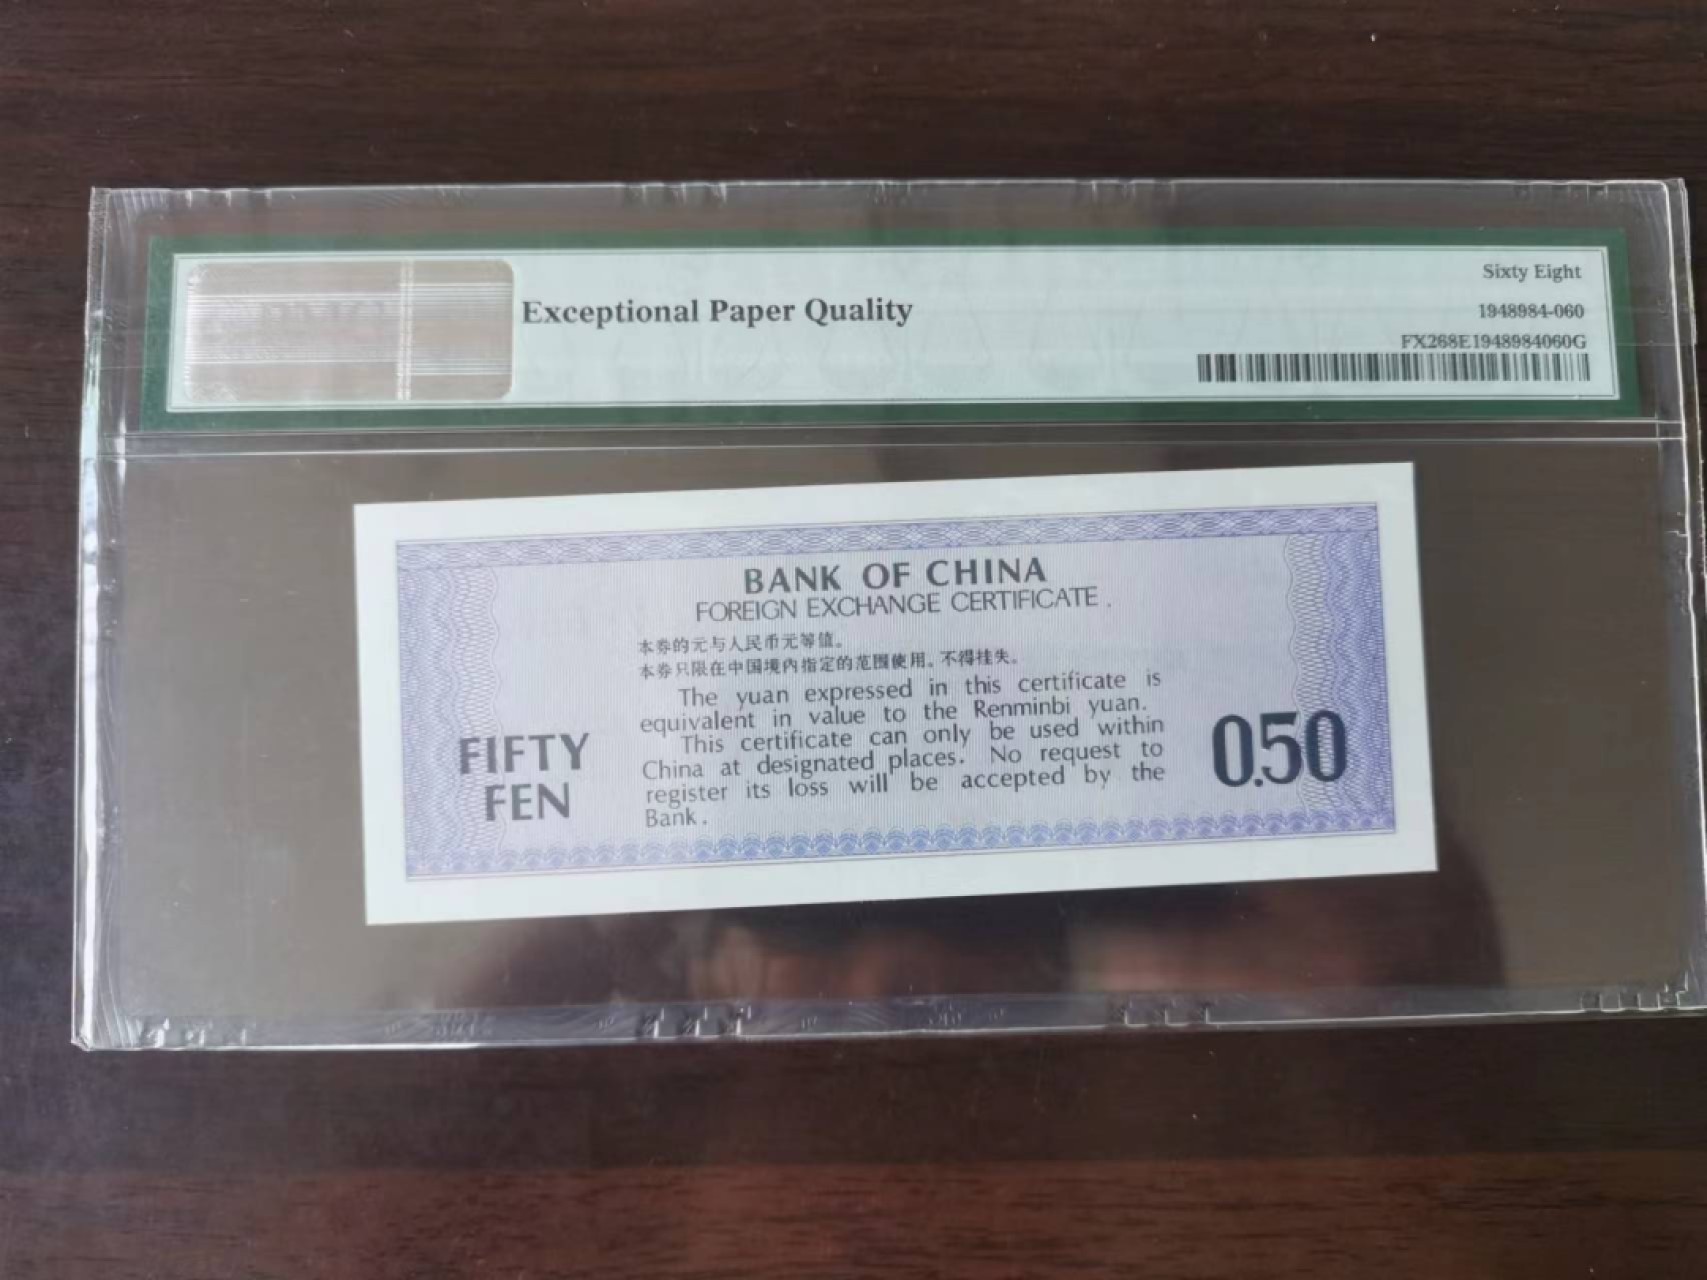 Exceptional Paper Quality
Sixty Eight
1948984-060
FX268E1948984060G
BANK OF CHINA
FOREIGN EXCHANGE CERTIFICATE.
本券的元与人民币元等值。
本券只限在中国境内指定的范围使用。不得挂失。
The yuan expressed in this certificate is
equivalent in value to the Renminbi yuan.
This certificate can only be used within
China at designated places. No request to
register its loss will be accepted by the
Bank.
FIFTY
FEN
0.50